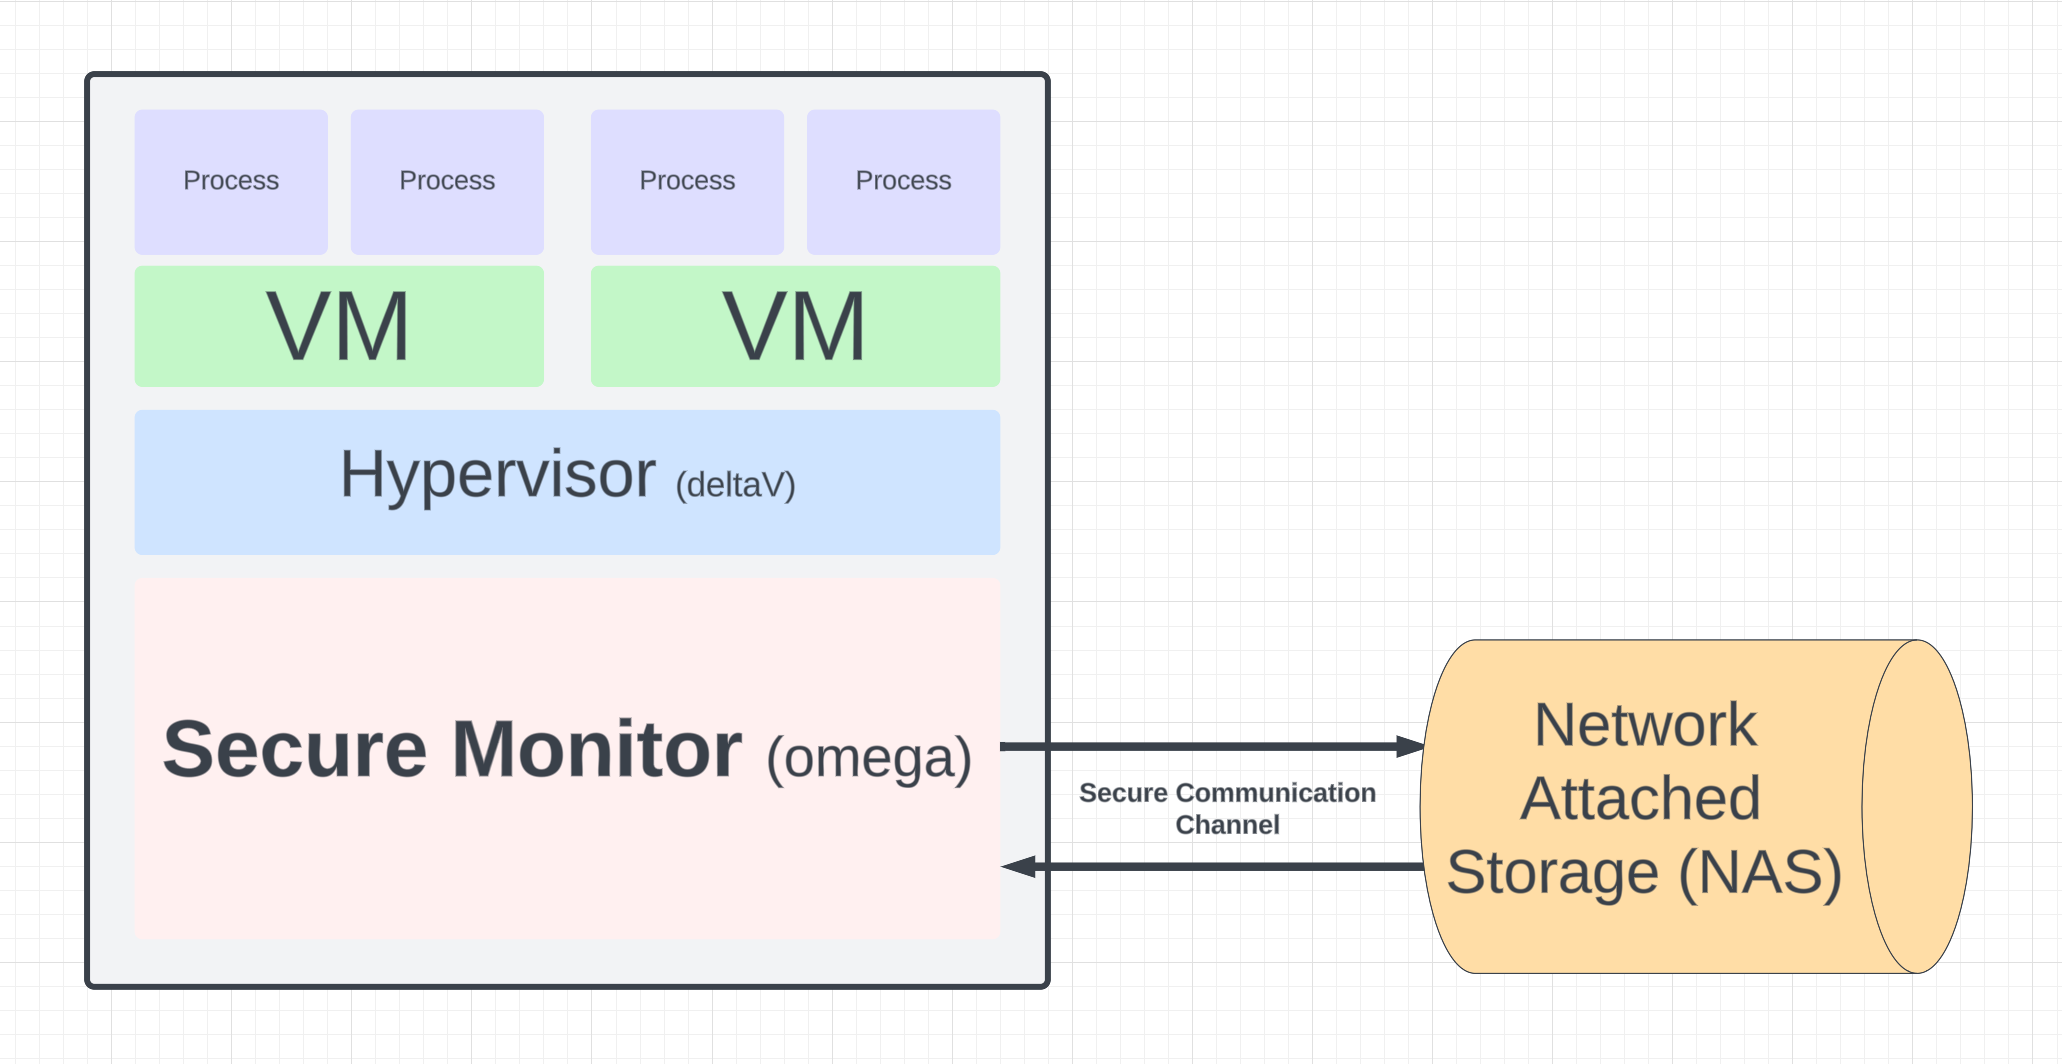 Process
Process
Process
Process
VM
VM
Hypervisor (deltaV)
Secure Monitor (omega)
Secure Communication
Channel
Network
Attached
Storage (NAS)